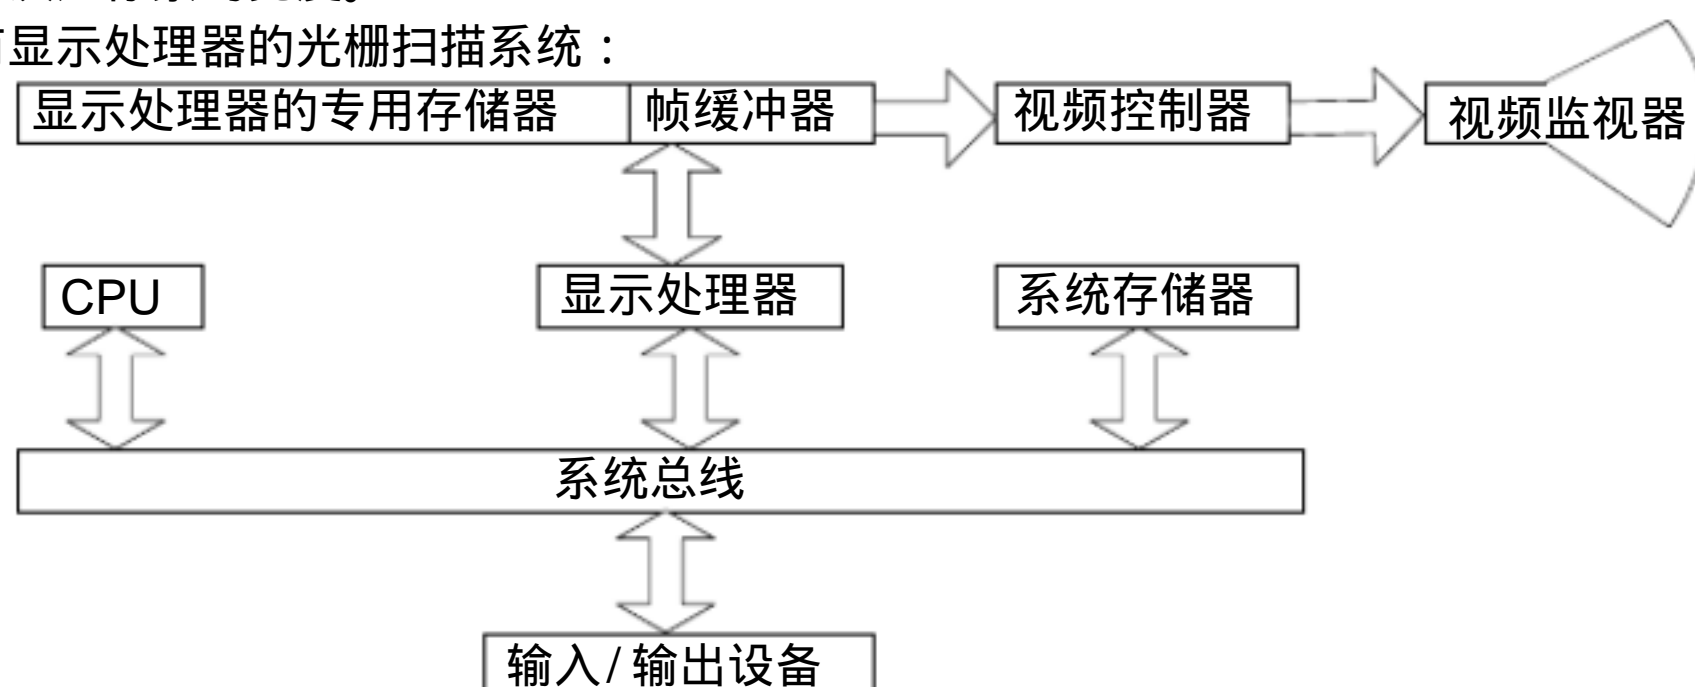 显示处理器的光栅扫描系统：
显示处理器的专用存储器 帧缓冲器 视频控制器 视频监视器
CPU 显示处理器 系统存储器
系统总线
输入/输出设备